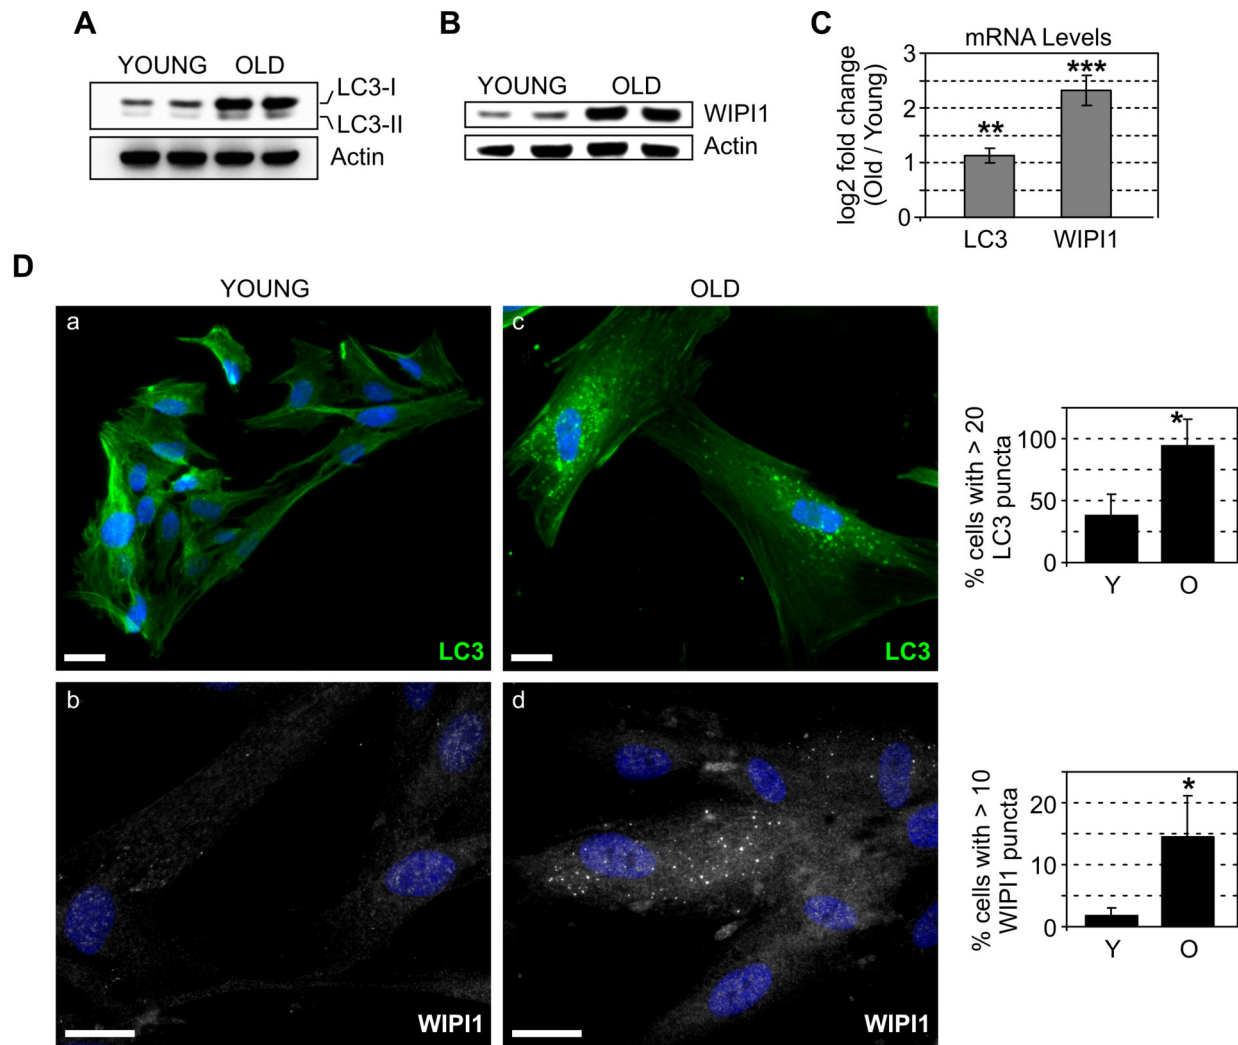 A
YOUNG OLD
LC3-I
LC3-II
Actin
B
YOUNG OLD
WIPI1
Actin
C
mRNA Levels
log2 fold change
(Old / Young)
3
2
1
0
**
***
LC3 WIPI1
D
YOUNG OLD
a
LC3
c
LC3
% cells with > 20
LC3 puncta
100
50
0
*
Y O
b
WIPI1
d
WIPI1
% cells with > 10
WIPI1 puncta
20
10
0
*
Y O